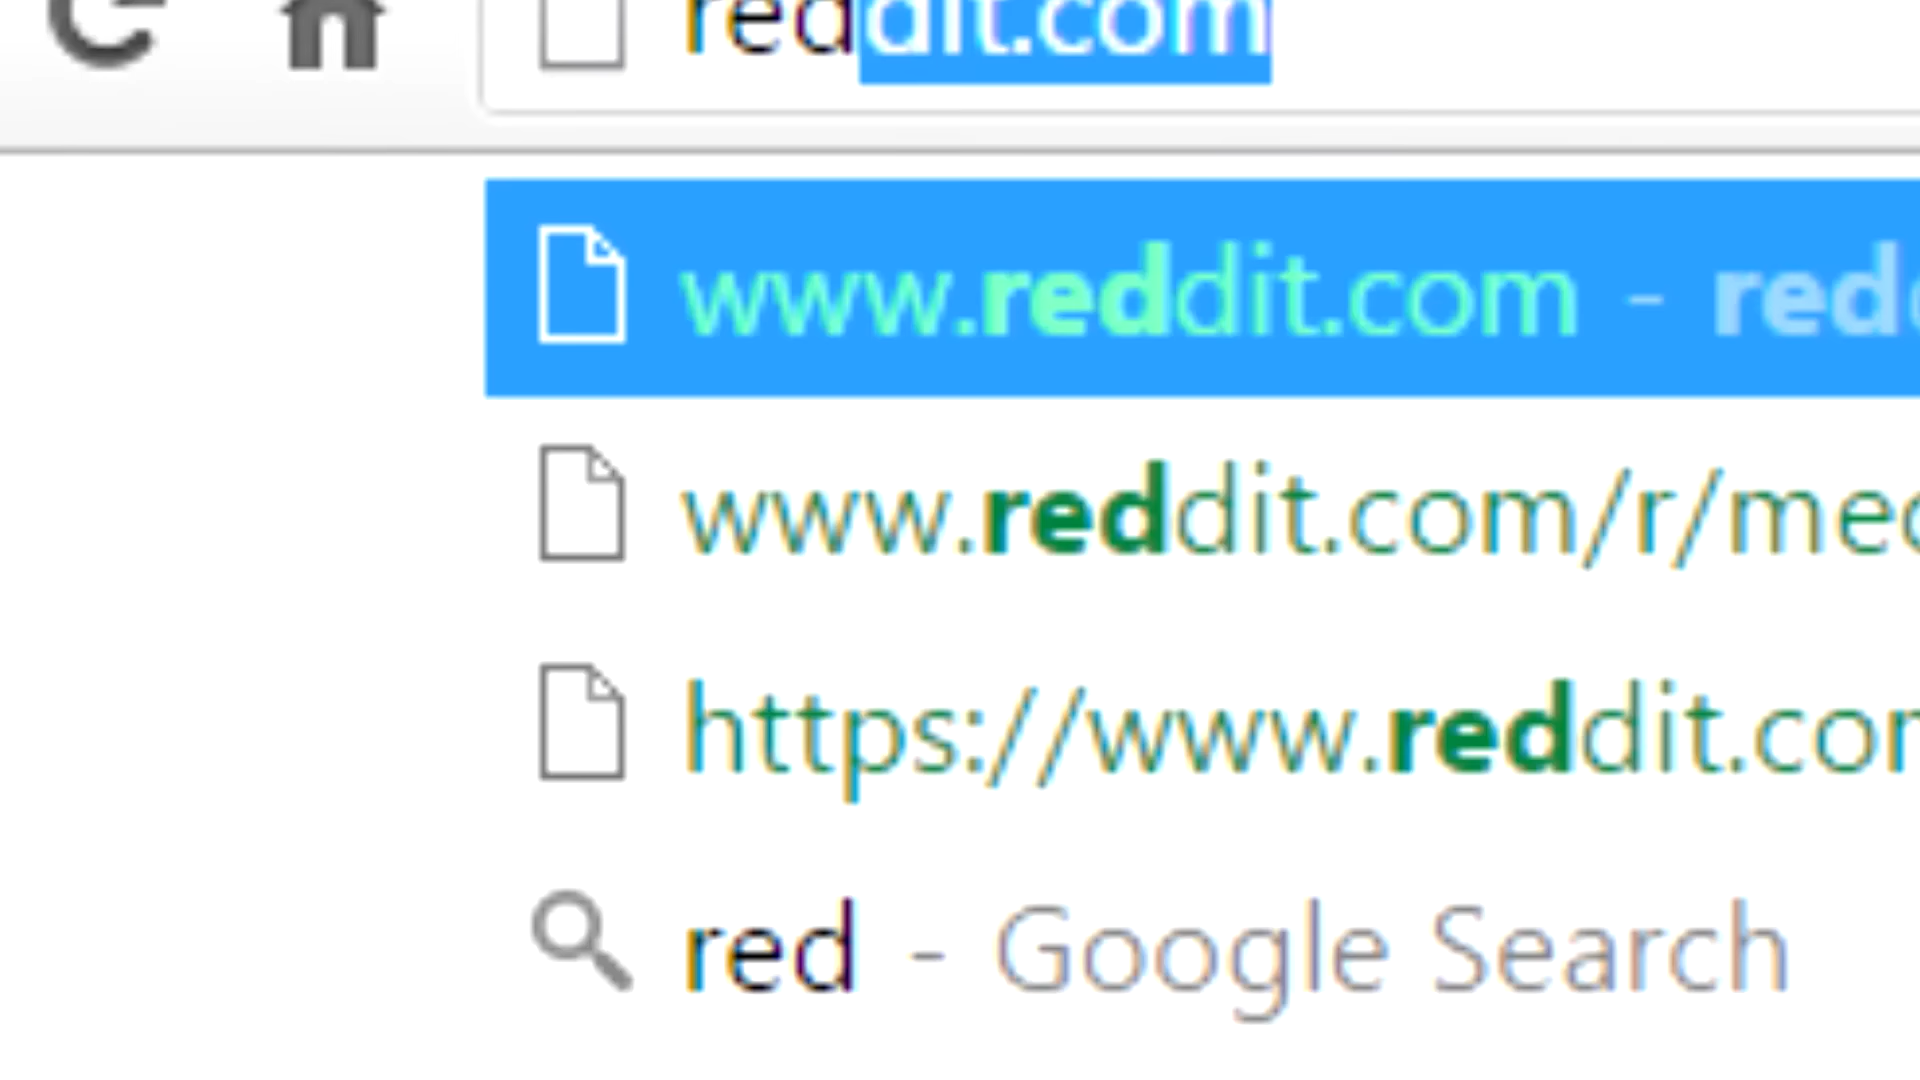 reddit.com
www.reddit.com - red
www.reddit.com/r/me
https://www.reddit.co
red - Google Search